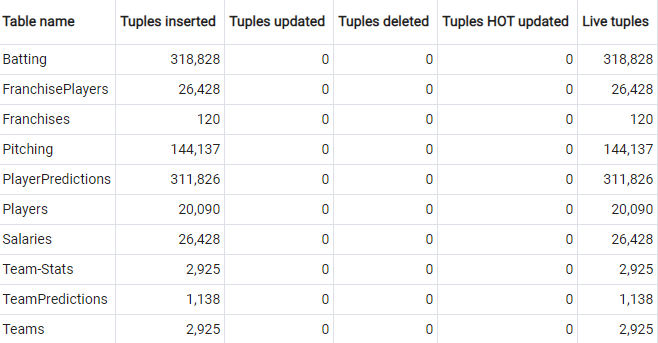 Table name Tuples inserted Tuples updated Tuples deleted Tuples HOT updated Live tuples
Batting 318,828 0 0 0 318,828
FranchisePlayers 26,428 0 0 0 26,428
Franchises 120 0 0 0 120
Pitching 144,137 0 0 0 144,137
PlayerPredictions 311,826 0 0 0 311,826
Players 20,090 0 0 0 20,090
Salaries 26,428 0 0 0 26,428
Team-Stats 2,925 0 0 0 2,925
TeamPredictions 1,138 0 0 0 1,138
Teams 2,925 0 0 0 2,925